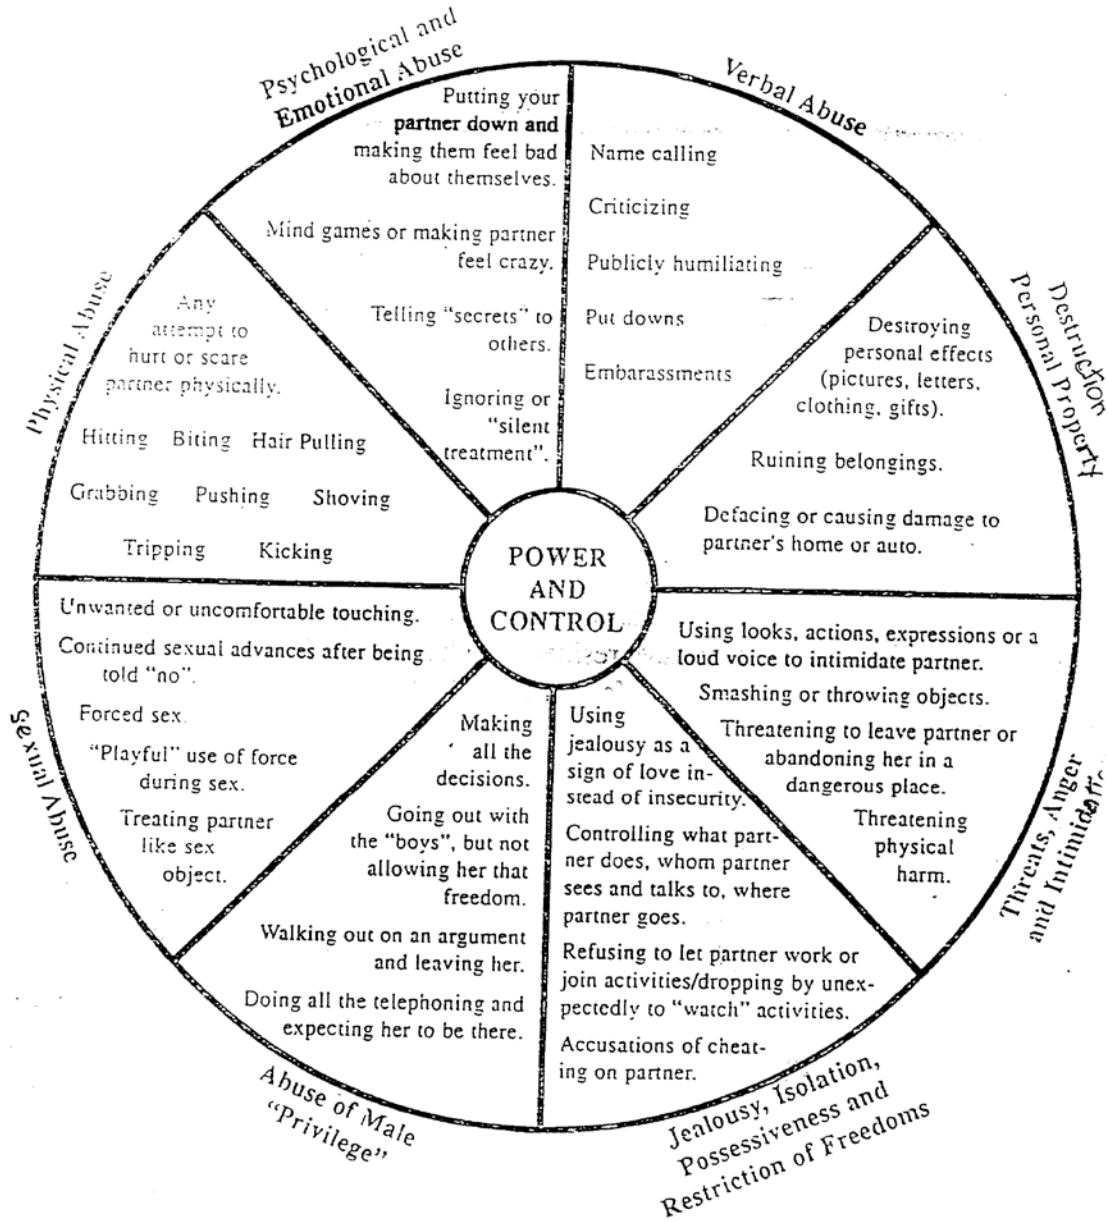 Psychological and
Emotional Abuse
Putting your
partner down and
making them feel bad
about themselves.
Mind games or making partner
feel crazy.
Telling "secrets" to
others.
Ignoring or
"silent
treatment".
Verbal Abuse
Name calling
Criticizing
Publicly humiliating
Put downs
Embarassments
Destruction
Personal Property
Destroying
personal effects
(pictures, letters,
clothing, gifts).
Ruining belongings.
Defacing or causing damage to
partner's home or auto.
Threats, Anger
and Intimidation
Using looks, actions, expressions or a
loud voice to intimidate partner.
Smashing or throwing objects.
Threatening to leave partner or
abandoning her in a
dangerous place.
Threatening
physical
harm.
Jealousy, Isolation,
Possessiveness and
Restriction of Freedoms
Using
jealousy as a
sign of love in-
stead of insecurity.
Controlling what part-
ner does, whom partner
sees and talks to, where
partner goes.
Refusing to let partner work or
join activities/dropping by unex-
pectedly to "watch" activities.
Accusations of cheat-
ing on partner.
Abuse of Male
"Privilege"
Making
all the
decisions.
Going out with
the "boys", but not
allowing her that
freedom.
Walking out on an argument
and leaving her.
Doing all the telephoning and
expecting her to be there.
Sexual Abuse
Unwanted or uncomfortable touching.
Continued sexual advances after being
told "no".
Forced sex.
"Playful" use of force
during sex.
Treating partner
like sex
object.
Physical Abuse
Any
attempt to
hurt or scare
partner physically.
Hitting Biting Hair Pulling
Grabbing Pushing Shoving
Tripping Kicking
POWER
AND
CONTROL